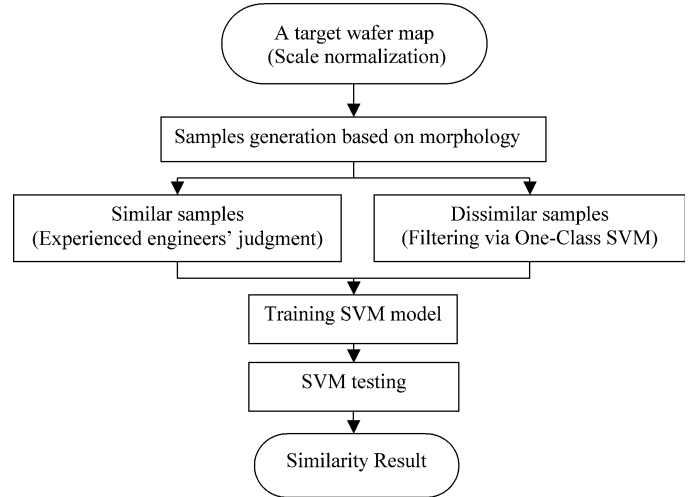 A target wafer map
(Scale normalization)
Samples generation based on morphology
Similar samples
(Experienced engineers' judgment)
Dissimilar samples
(Filtering via One-Class SVM)
Training SVM model
SVM testing
Similarity Result